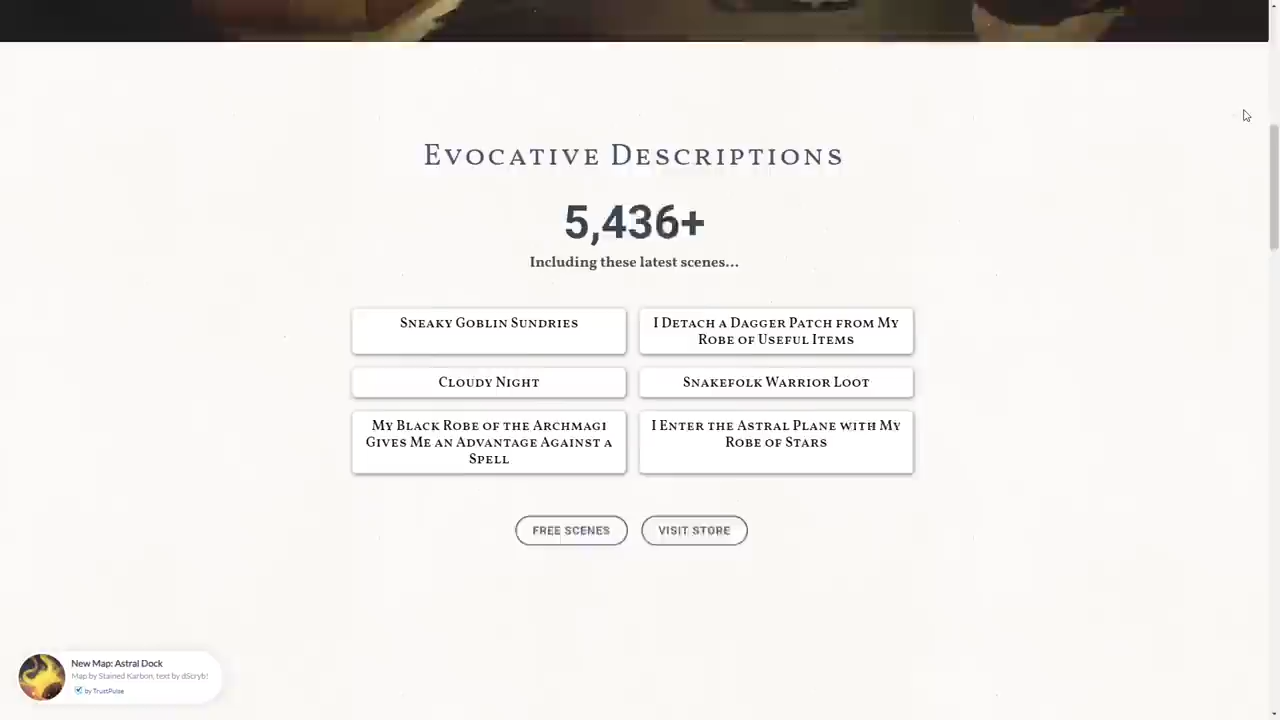 Evocative Descriptions
5,436+
Including these latest scenes...
Sneaky Goblin Sundries
I Detach a Dagger Patch from My
Robe of Useful Items
Cloudy Night
Snakefolk Warrior Loot
My Black Robe of the Archmagi
Gives Me an Advantage Against a
Spell
I Enter the Astral Plane with My
Robe of Stars
FREE SCENES
VISIT STORE
New Map: Astral Dock
Map by Stained Karbon, text by dScryb!
by TrustPulse